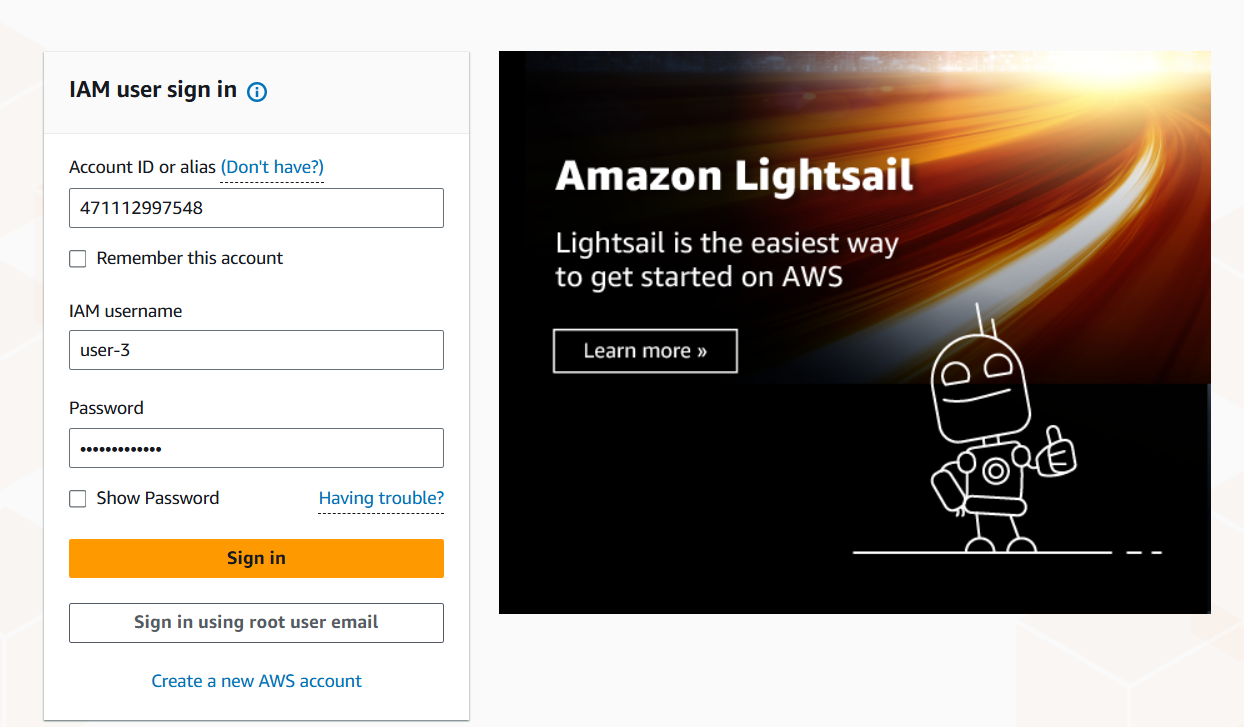 IAM user sign in
Account ID or alias (Don't have?)
471112997548
Remember this account
IAM username
user-3
Password
•••••••••••••
Show Password
Having trouble?
Sign in
Sign in using root user email
Create a new AWS account
Amazon Lightsail
Lightsail is the easiest way
to get started on AWS
Learn more »